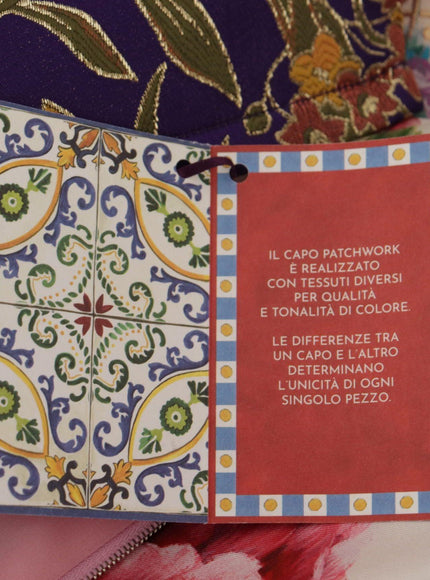 IL CAPO PATCHWORK
È REALIZZATO
CON TESSUTI DIVERSI
PER QUALITÀ
E TONALITÀ DI COLORE.
LE DIFFERENZE TRA
UN CAPO E L'ALTRO
DETERMINANO
L'UNICITÀ DI OGNI
SINGOLO PEZZO.